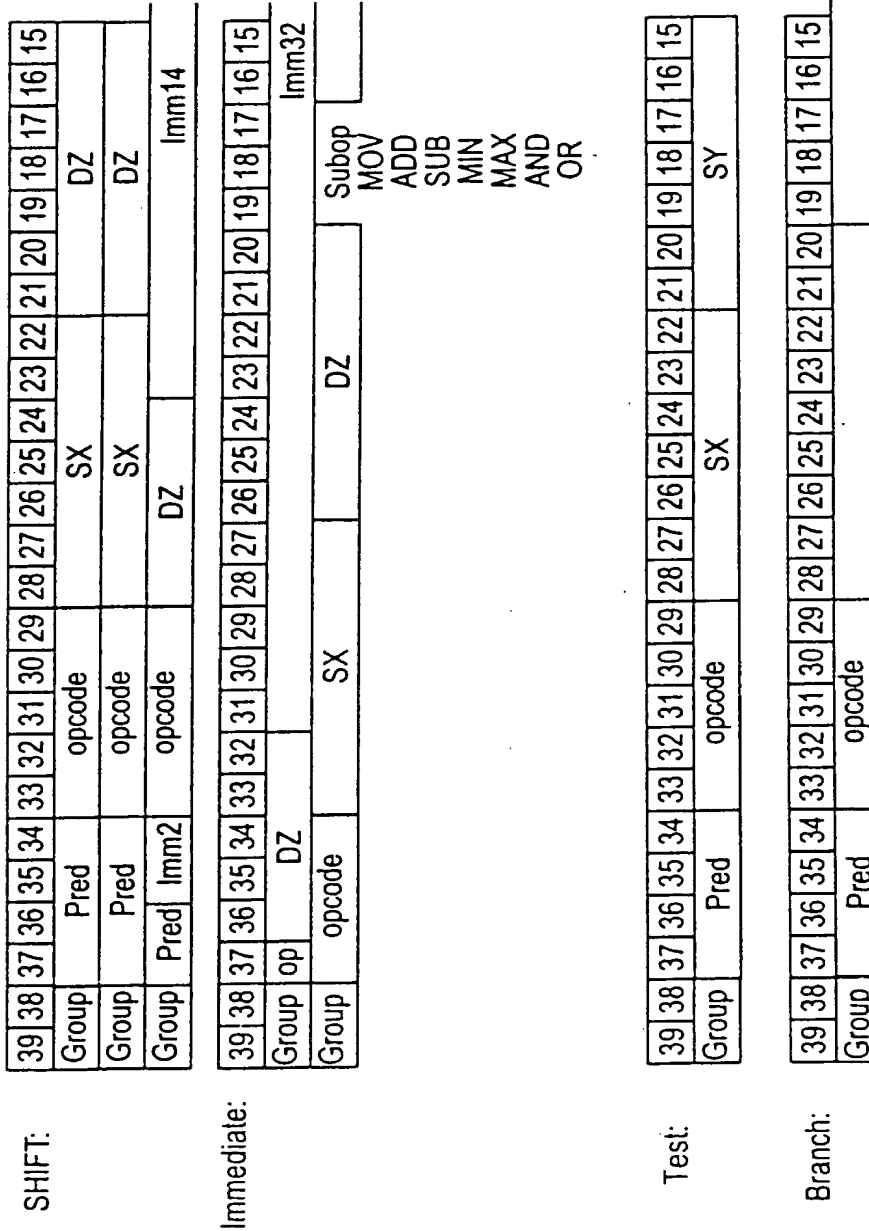 SHIFT:
39 38 37 36 35 34 33 32 31 30 29 28 27 26 25 24 23 22 21 20 19 18 17 16 15
Group Pred opcode SX DZ
Group Pred opcode SX DZ
Group Pred Imm2 opcode DZ Imm14
Immediate:
39 38 37 36 35 34 33 32 31 30 29 28 27 26 25 24 23 22 21 20 19 18 17 16 15
Group op DZ Imm32
Group opcode SX DZ Subop
MOV
ADD
SUB
MIN
MAX
AND
OR
Test:
39 38 37 36 35 34 33 32 31 30 29 28 27 26 25 24 23 22 21 20 19 18 17 16 15
Group Pred opcode SX SY
Branch:
39 38 37 36 35 34 33 32 31 30 29 28 27 26 25 24 23 22 21 20 19 18 17 16 15
Group Pred opcode